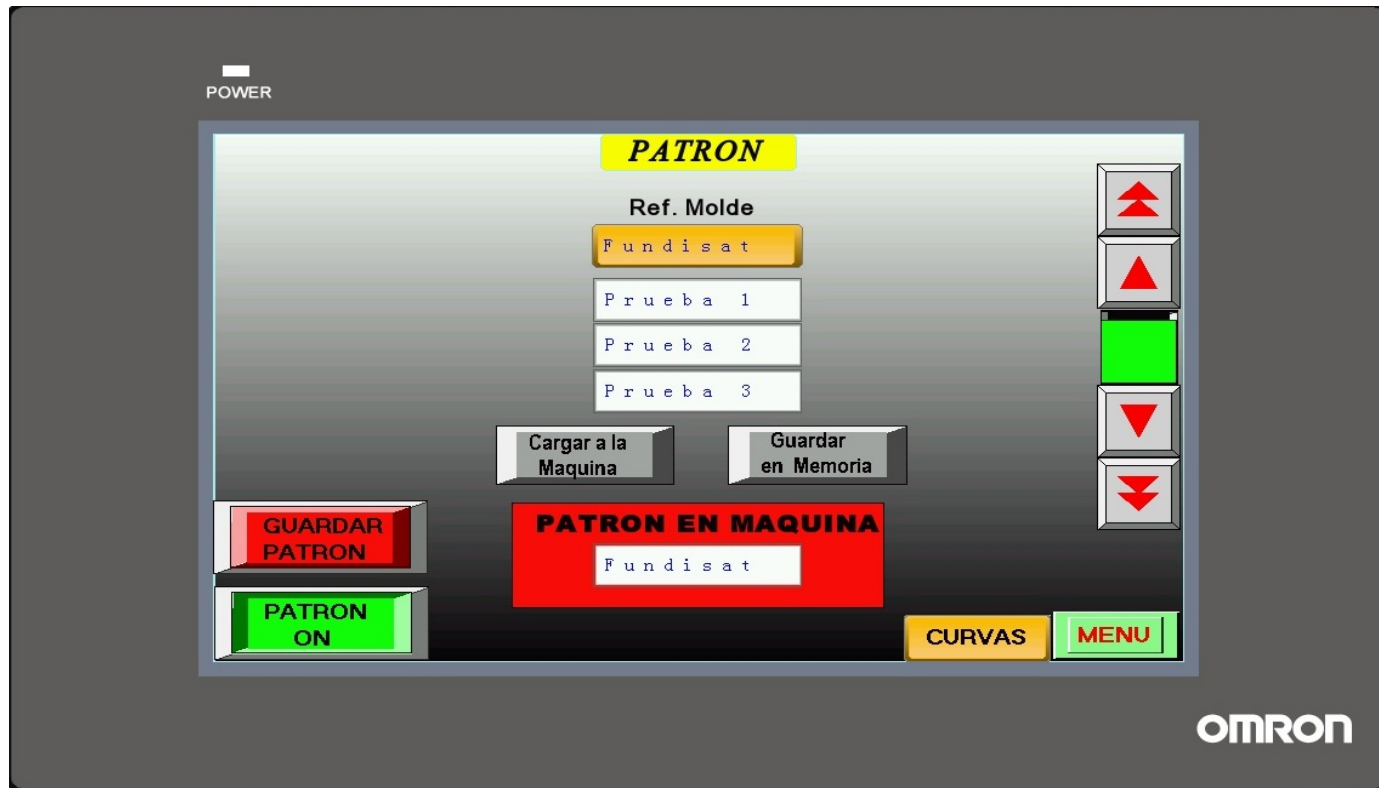 POWER
PATRON
Ref. Molde
Fundisat
Prueba 1
Prueba 2
Prueba 3
Cargar a la
Maquina
Guardar
en Memoria
GUARDAR
PATRON
PATRON EN MAQUINA
Fundisat
PATRON
ON
CURVAS
MENU
OMRON